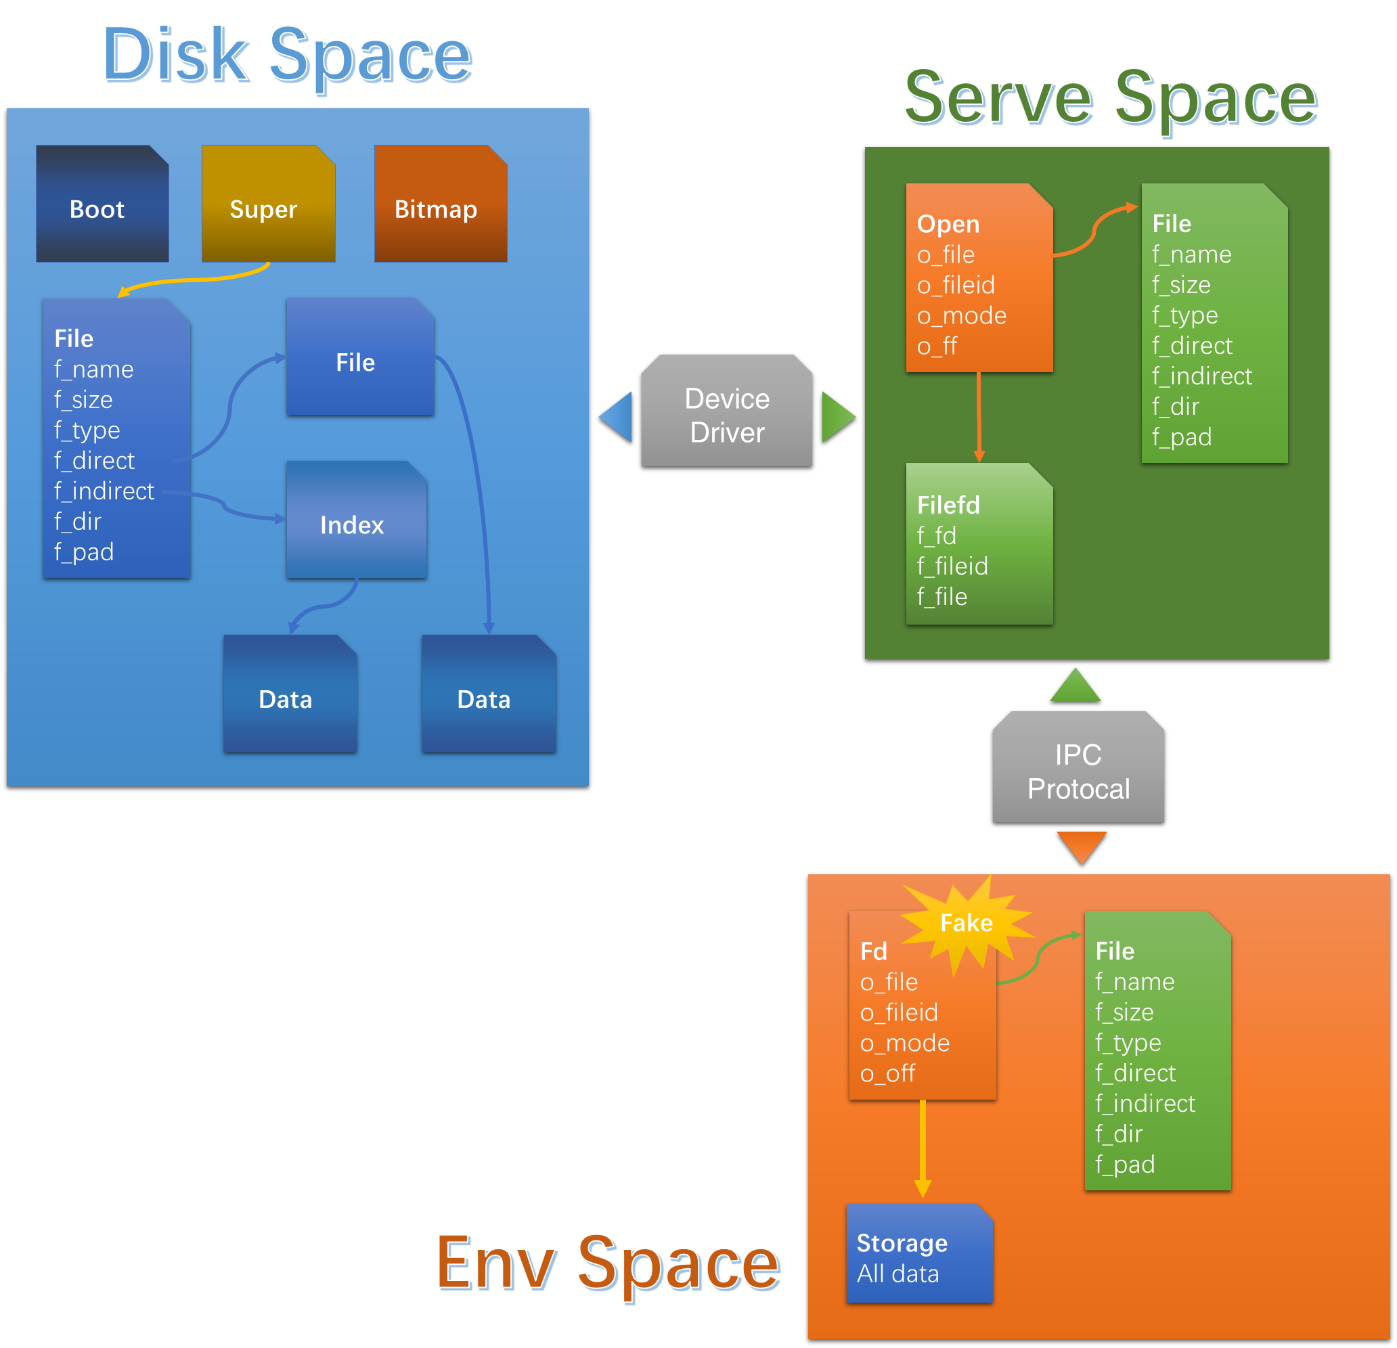 Disk Space
Boot
Super
Bitmap
File
f_name
f_size
f_type
f_direct
f_indirect
f_dir
f_pad
File
Index
Data
Data
Device
Driver
Serve Space
Open
o_file
o_fileid
o_mode
o_ff
File
f_name
f_size
f_type
f_direct
f_indirect
f_dir
f_pad
Filefd
f_fd
f_fileid
f_file
IPC
Protocal
Fake
Fd
o_file
o_fileid
o_mode
o_off
File
f_name
f_size
f_type
f_direct
f_indirect
f_dir
f_pad
Storage
All data
Env Space